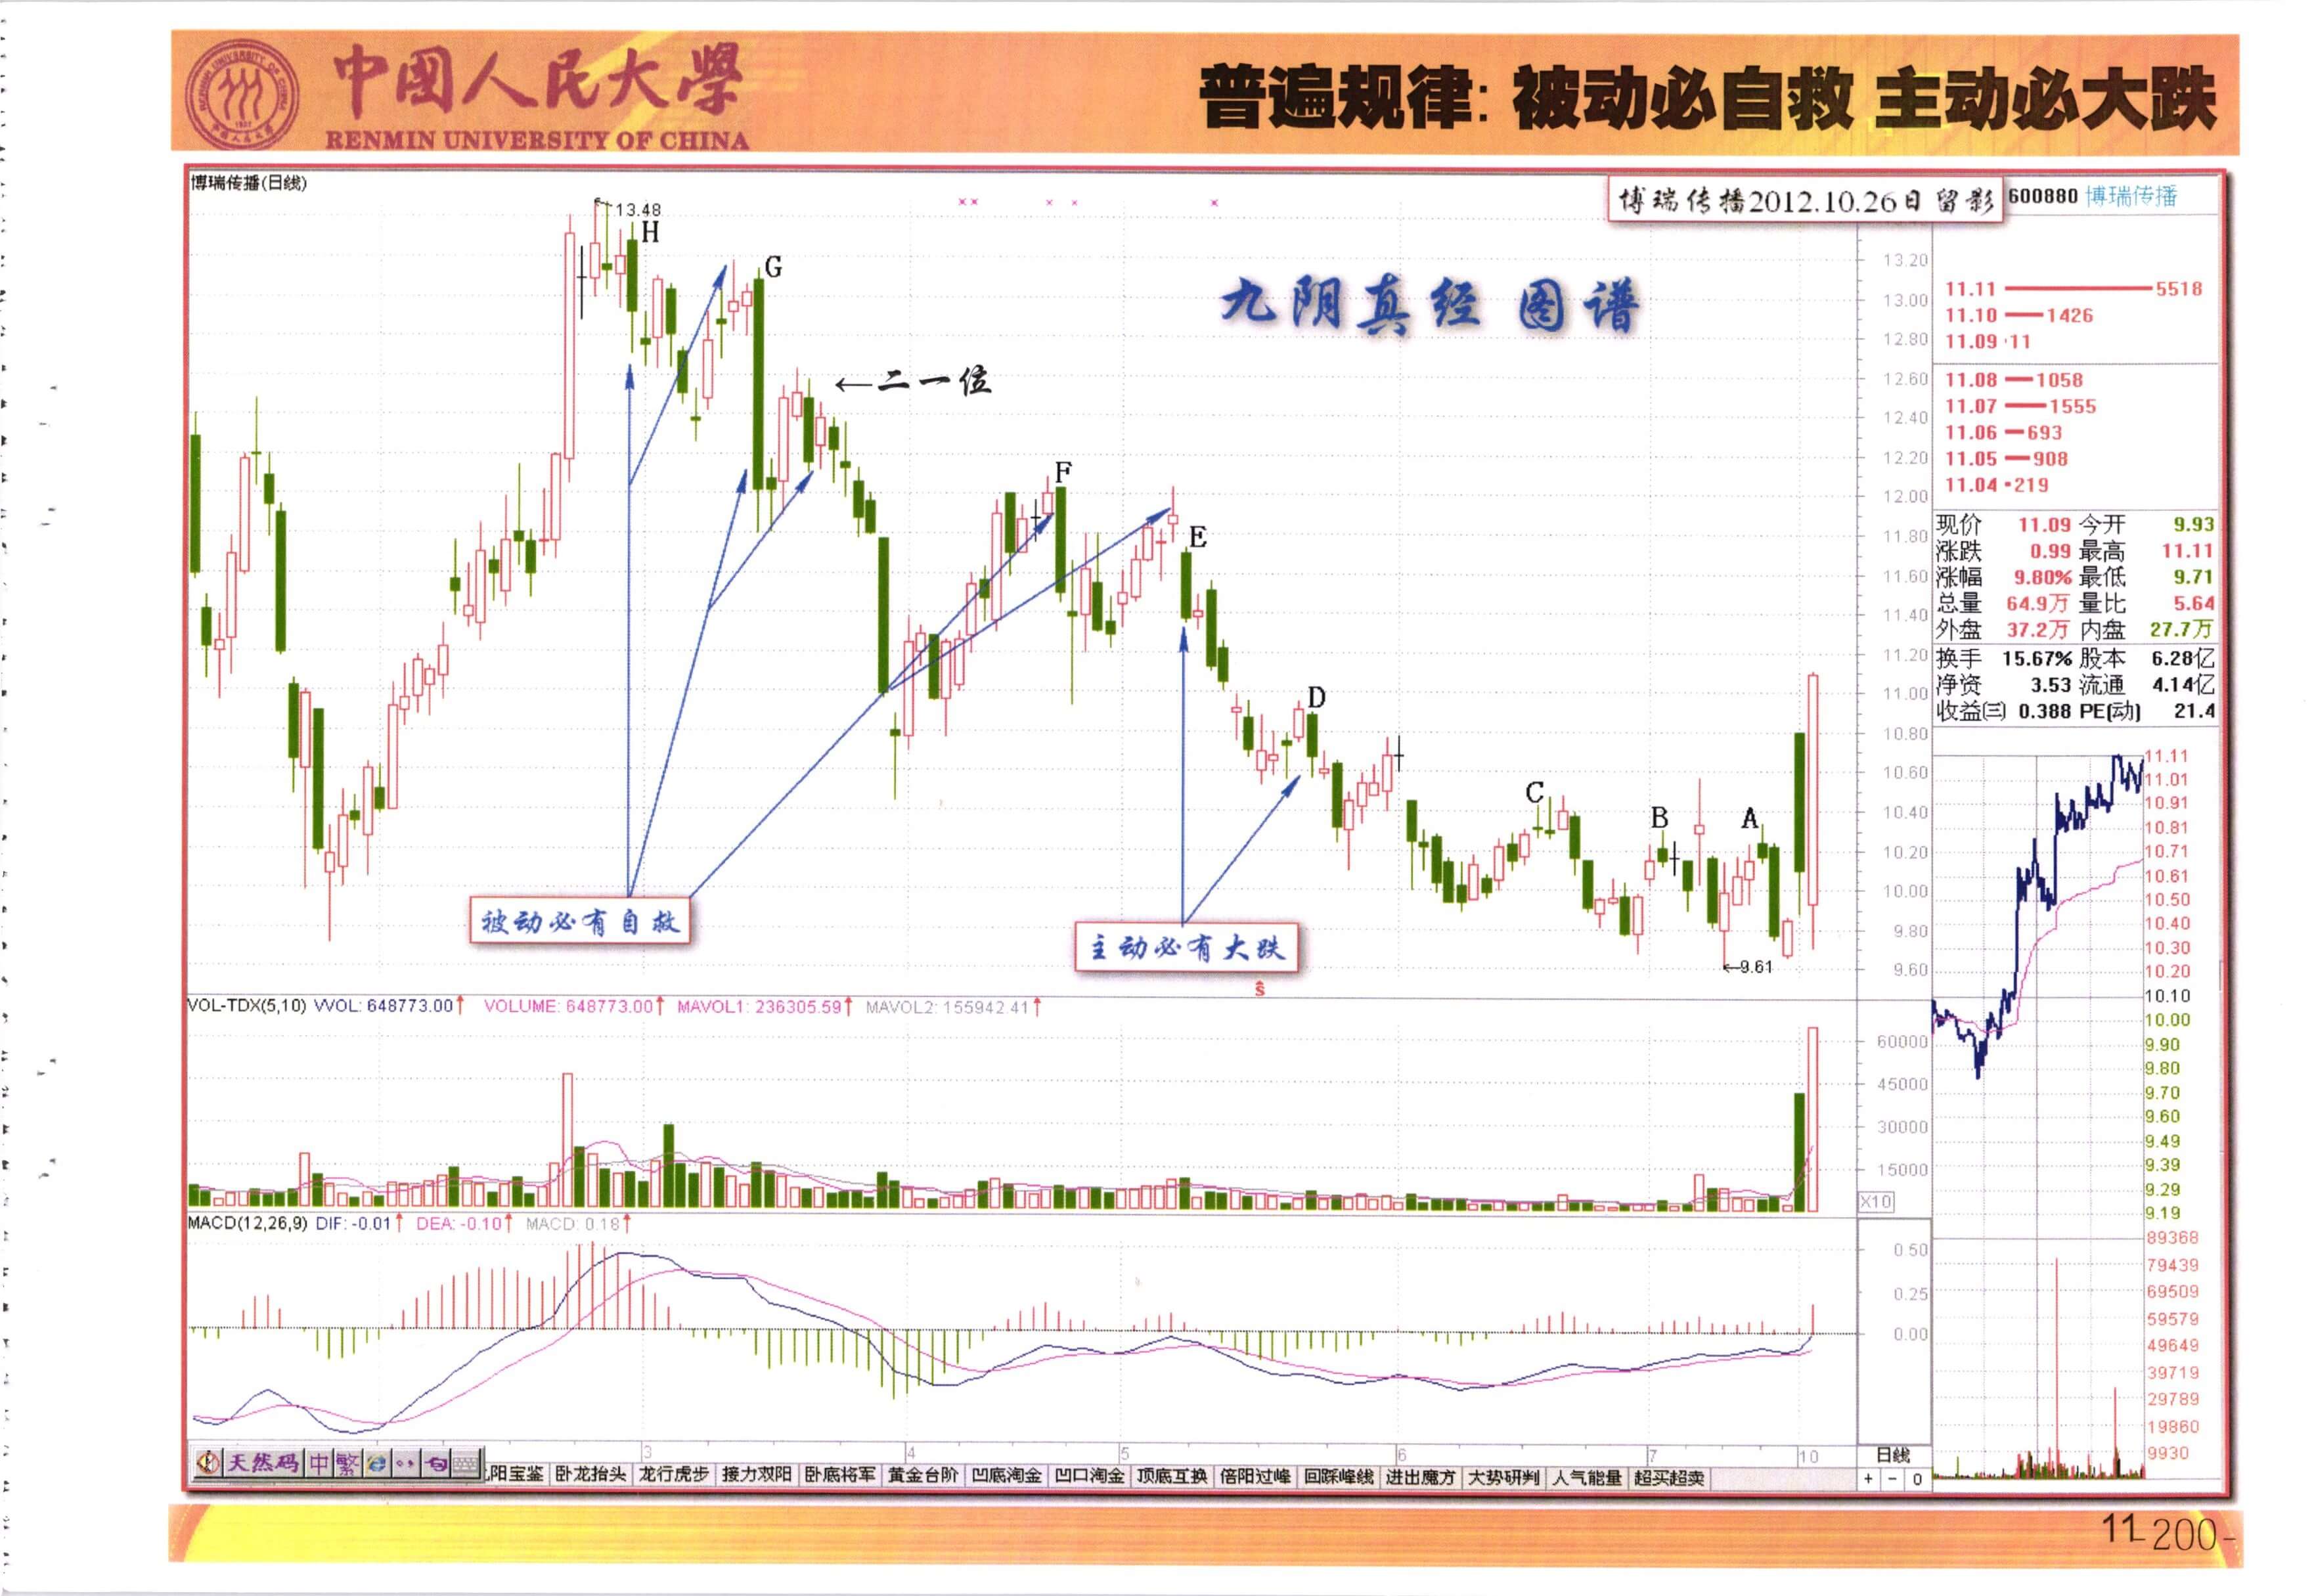 中國人民大學
RENMIN UNIVERSITY OF CHINA
普遍规律: 被动必自救 主动必大跌
博瑞传播(日线)
博瑞传播2012.10.26日 留影
600880 博瑞传播
13.48
H
G
九阴真经 图谱
←二一位
F
E
D
C
B
A
9.61
被动必有自救
主动必有大跌
13.20
13.00
12.80
12.60
12.40
12.20
12.00
11.80
11.60
11.40
11.20
11.00
10.80
10.60
10.40
10.20
10.00
9.80
9.60
11.11 5518
11.10 1426
11.09 11
11.08 1058
11.07 1555
11.06 693
11.05 908
11.04 219
现价 11.09 今开 9.93
涨跌 0.99 最高 11.11
涨幅 9.80% 最低 9.71
总量 64.9万 量比 5.64
外盘 37.2万 内盘 27.7万
换手 15.67% 股本 6.28亿
净资 3.53 流通 4.14亿
收益(三) 0.388 PE(动) 21.4
11.11
11.01
10.91
10.81
10.71
10.61
10.50
10.40
10.30
10.20
10.10
10.00
9.90
9.80
9.70
9.60
9.49
9.39
9.29
9.19
89368
79439
69509
59579
49649
39719
29789
19860
9930
VOL-TDX(5,10) VVOL: 648773.00↑ VOLUME: 648773.00↑ MAVOL1: 236305.59↑ MAVOL2: 155942.41↑
60000
45000
30000
15000
X10
MACD(12,26,9) DIF: -0.01↑ DEA: -0.10↑ MACD: 0.18↑
0.50
0.25
0.00
3 4 5 6 7 10 日线
天然码 中 繁
阳宝鉴 卧龙抬头 龙行虎步 接力双阳 卧底将军 黄金台阶 凹底淘金 凹口淘金 顶底互换 倍阳过峰 回踩峰线 进出魔方 大势研判 人气能量 超买超卖
+ - 0
11-200-